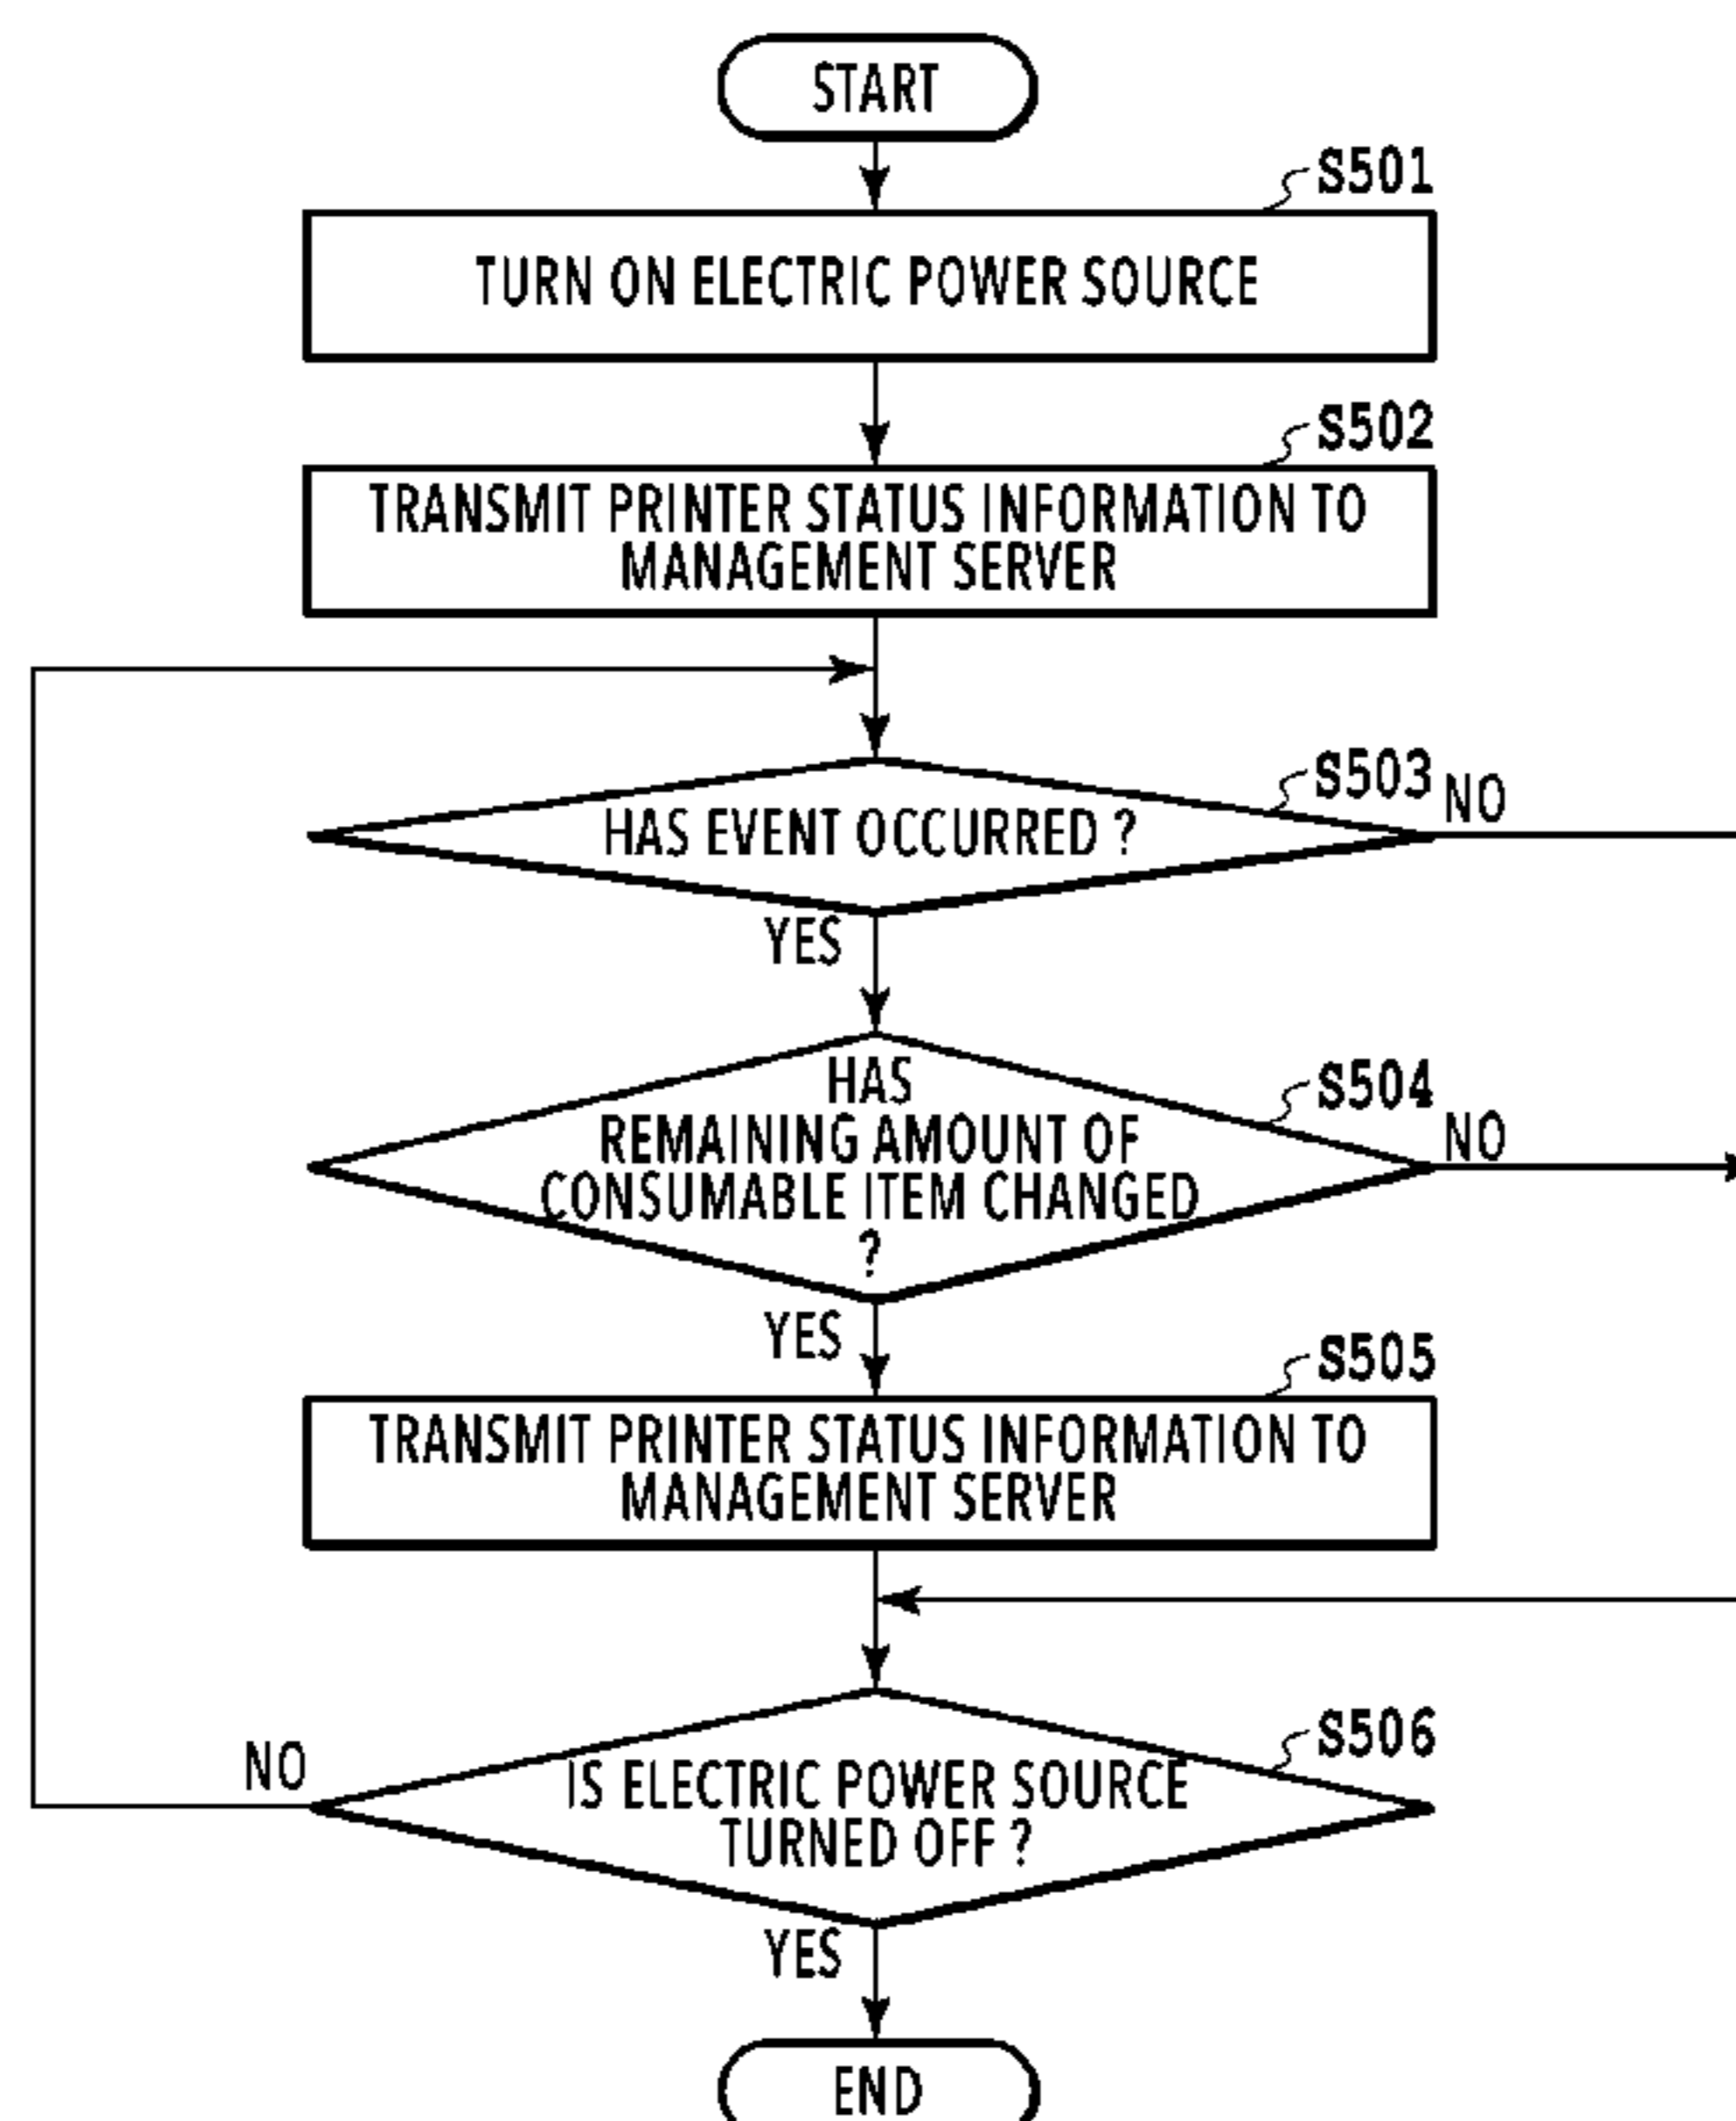 START
S501
TURN ON ELECTRIC POWER SOURCE
S502
TRANSMIT PRINTER STATUS INFORMATION TO
MANAGEMENT SERVER
S503
NO
HAS EVENT OCCURRED ?
YES
HAS
S504
REMAINING AMOUNT OF
NO
CONSUMABLE ITEM CHANGED
?
YES
S505
TRANSMIT PRINTER STATUS INFORMATION TO
MANAGEMENT SERVER
S506
NO
IS ELECTRIC POWER SOURCE
TURNED OFF ?
YES
END